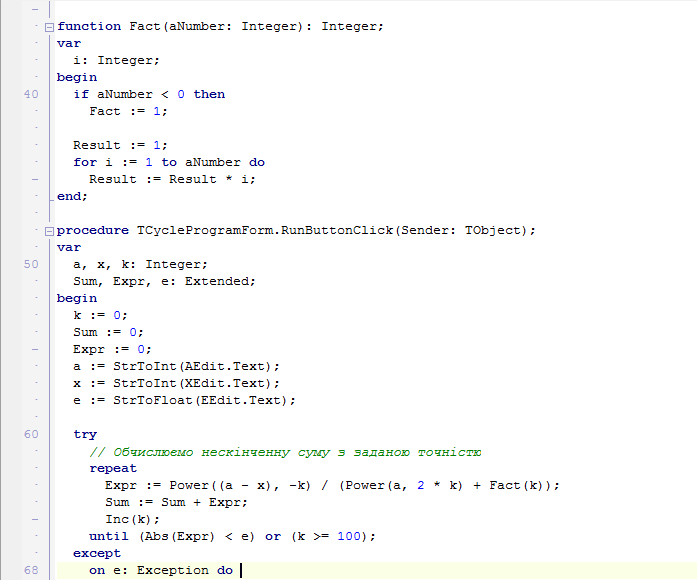 function Fact(aNumber: Integer): Integer;
var
  i: Integer;
begin
40   if aNumber < 0 then
    Fact := 1;
  Result := 1;
  for i := 1 to aNumber do
    Result := Result * i;
end;
procedure TCycleProgramForm.RunButtonClick(Sender: TObject);
var
50   a, x, k: Integer;
  Sum, Expr, e: Extended;
begin
  k := 0;
  Sum := 0;
  Expr := 0;
  a := StrToInt(AEdit.Text);
  x := StrToInt(XEdit.Text);
  e := StrToFloat(EEdit.Text);
60   try
    // Обчислюємо нескінченну суму з заданою точністю
    repeat
      Expr := Power((a - x), -k) / (Power(a, 2 * k) + Fact(k));
      Sum := Sum + Expr;
      Inc(k);
    until (Abs(Expr) < e) or (k >= 100);
  except
68     on e: Exception do